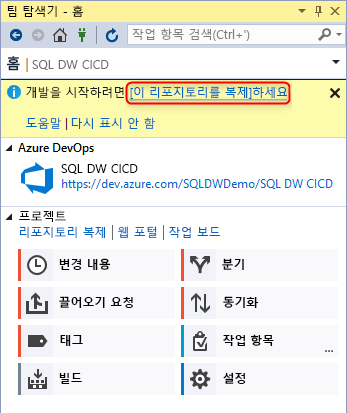 팀 탐색기 - 홈
작업 항목 검색(Ctrl+')
홈 | SQL DW CICD
개발을 시작하려면 [이 리포지토리를 복제]하세요
도움말 | 다시 표시 안 함
Azure DevOps
SQL DW CICD
https://dev.azure.com/SQLDWDemo/SQL DW CICD
프로젝트
리포지토리 복제 | 웹 포털 | 작업 보드
변경 내용
분기
끌어오기 요청
동기화
태그
작업 항목
...
빌드
설정